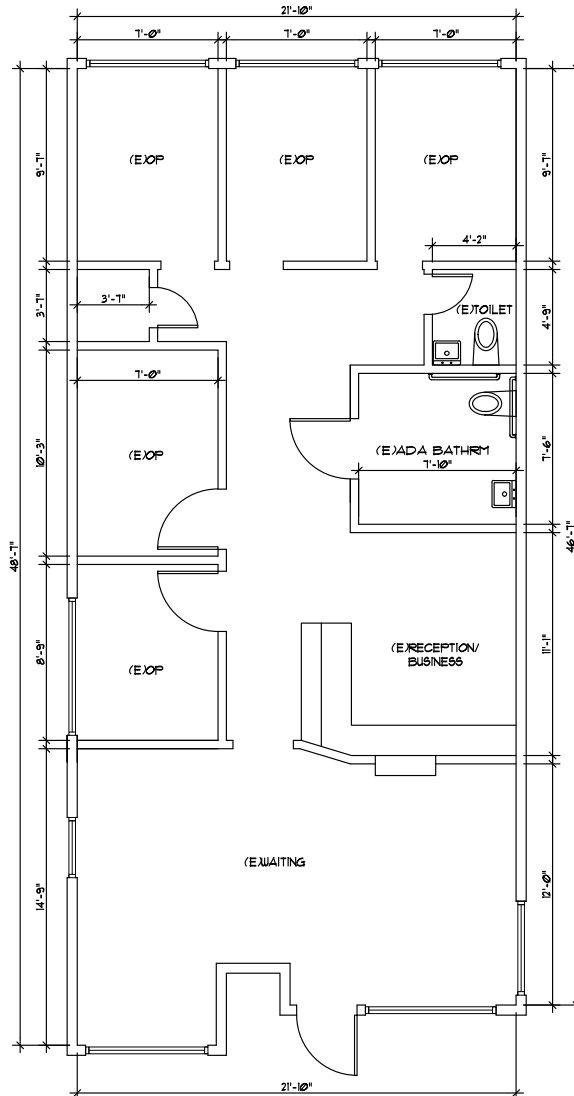 21'-10"
7'-0" 7'-0" 7'-0"
9'-7" (E)OP (E)OP (E)OP 9'-7"
4'-2"
3'-7" 3'-7" (E)TOILET 4'-9"
7'-0"
10'-3" (E)OP (E)ADA BATHRM 7'-6"
7'-10"
48'-7" 46'-7"
8'-9" (E)OP (E)RECEPTION/ 11'-1"
BUSINESS
(E)WAITING
14'-9" 12'-0"
21'-10"